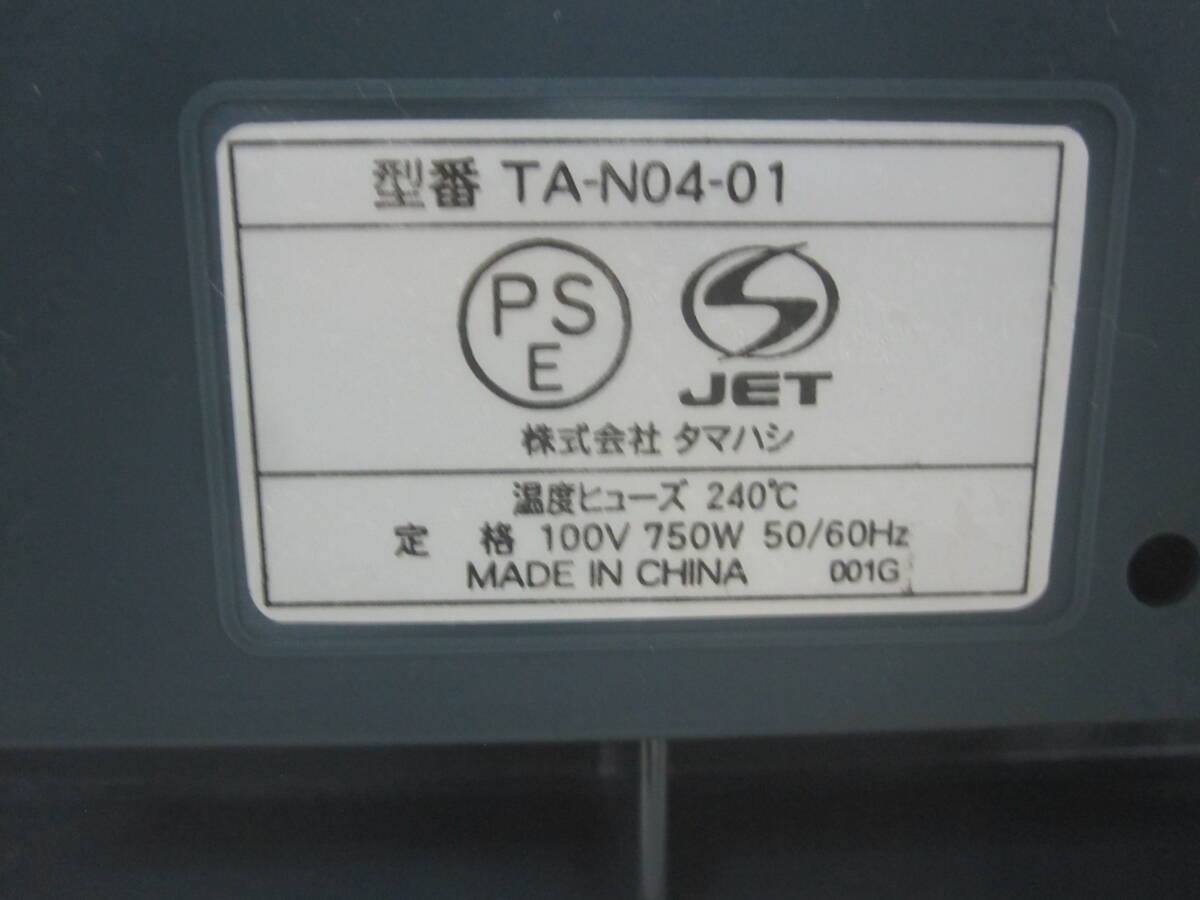 型番 TA-N04-01
PS
E
JET
株式会社 タマハシ
温度ヒューズ 240℃
定 格 100V 750W 50/60Hz
MADE IN CHINA 001G